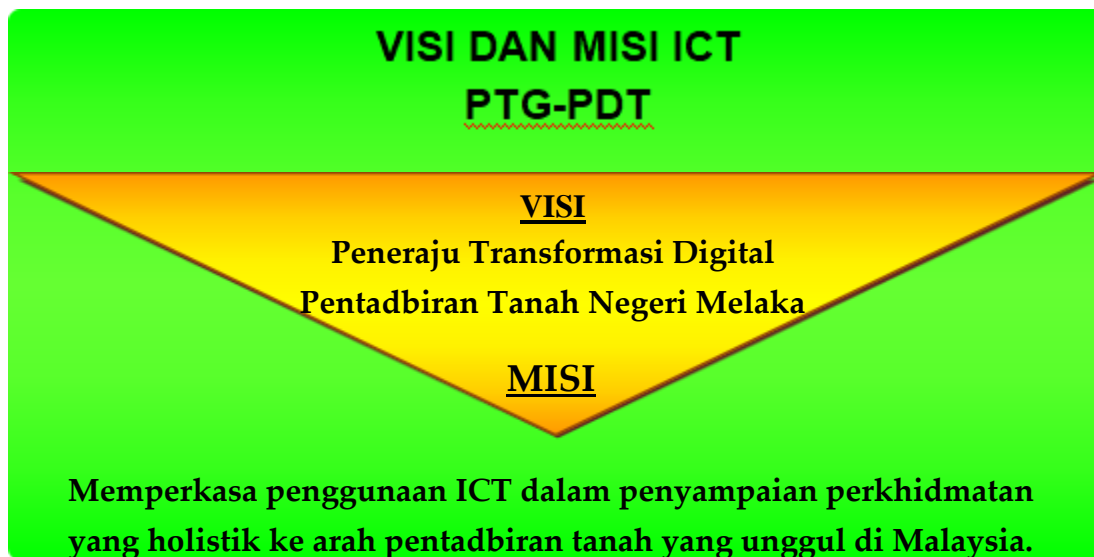 VISI DAN MISI ICT
PTG-PDT
VISI
Peneraju Transformasi Digital
Pentadbiran Tanah Negeri Melaka
MISI
Memperkasa penggunaan ICT dalam penyampaian perkhidmatan
yang holistik ke arah pentadbiran tanah yang unggul di Malaysia.